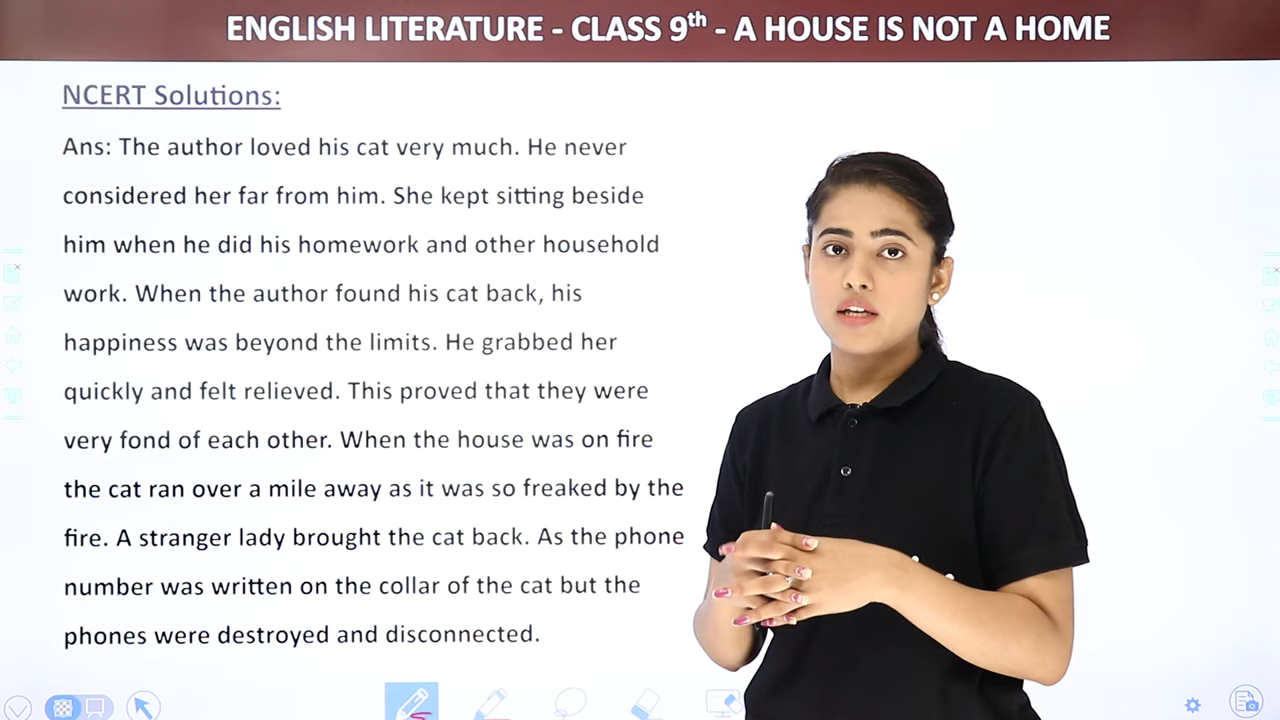 ENGLISH LITERATURE - CLASS 9th - A HOUSE IS NOT A HOME
NCERT Solutions:
Ans: The author loved his cat very much. He never
considered her far from him. She kept sitting beside
him when he did his homework and other household
work. When the author found his cat back, his
happiness was beyond the limits. He grabbed her
quickly and felt relieved. This proved that they were
very fond of each other. When the house was on fire
the cat ran over a mile away as it was so freaked by the
fire. A stranger lady brought the cat back. As the phone
number was written on the collar of the cat but the
phones were destroyed and disconnected.